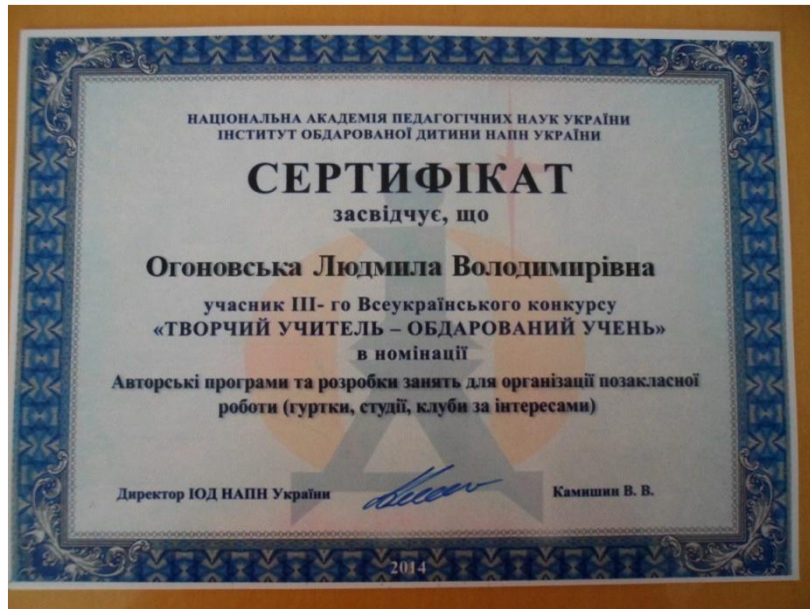 НАЦІОНАЛЬНА АКАДЕМІЯ ПЕДАГОГІЧНИХ НАУК УКРАЇНИ
ІНСТИТУТ ОБДАРОВАНОЇ ДИТИНИ НАПН УКРАЇНИ
СЕРТИФІКАТ
засвідчує, що
Огоновська Людмила Володимирівна
учасник III- го Всеукраїнського конкурсу
«ТВОРЧИЙ УЧИТЕЛЬ – ОБДАРОВАНИЙ УЧЕНЬ»
в номінації
Авторські програми та розробки занять для організації позакласної
роботи (гуртки, студії, клуби за інтересами)
Директор ІОД НАПН України Камишин В. В.
2014